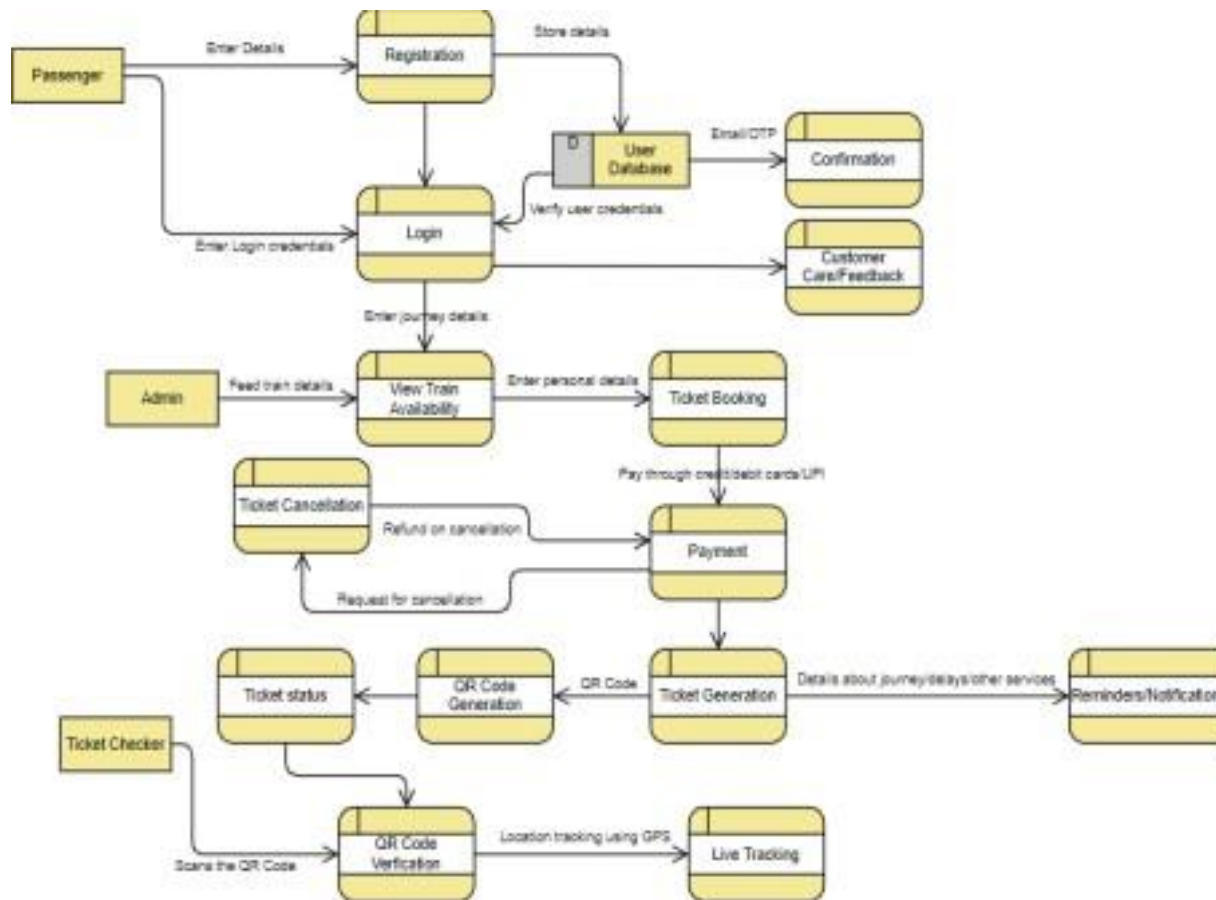 Enter Details
Store details
Registration
Passenger
D
User
Database
Email/OTP
Confirmation
Verify user credentials
Login
Enter Login credentials
Customer
Care/Feedback
Enter journey details
Admin
Feed train details
View Train
Availability
Enter personal details
Ticket Booking
Pay through credit/debit cards/UPI
Ticket Cancellation
Refund on cancellation
Payment
Request for cancellation
Ticket status
QR Code
Generation
QR Code
Ticket Generation
Details about journey/delays/other services
Reminders/Notification
Ticket Checker
Scans the QR Code
QR Code
Verfication
Location tracking using GPS
Live Tracking